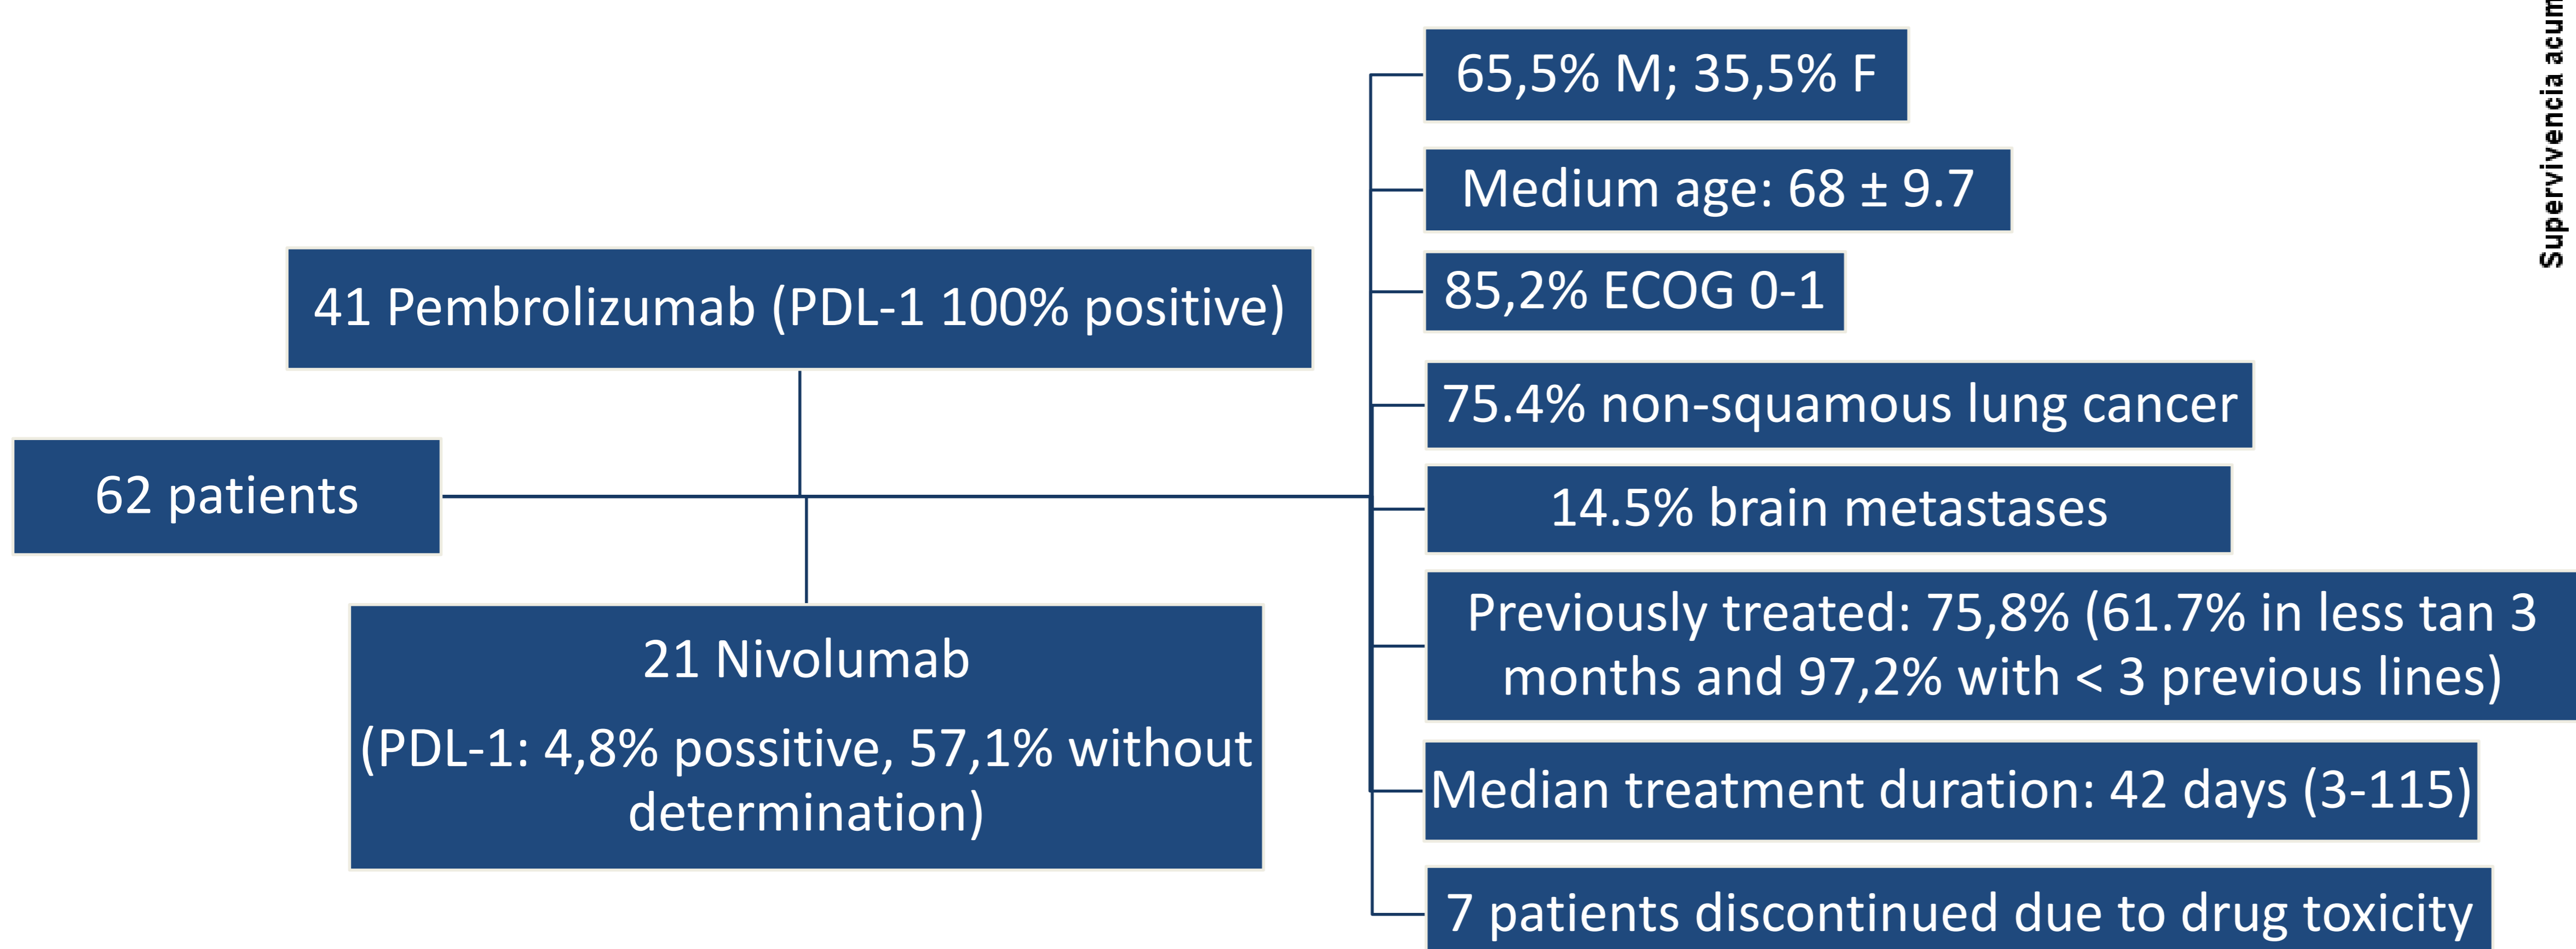 62 patients
41 Pembrolizumab (PDL-1 100% positive)
21 Nivolumab
(PDL-1: 4,8% possitive, 57,1% without
determination)
65,5% M; 35,5% F
Medium age: 68 ± 9.7
85,2% ECOG 0-1
75.4% non-squamous lung cancer
14.5% brain metastases
Previously treated: 75,8% (61.7% in less tan 3
months and 97,2% with < 3 previous lines)
Median treatment duration: 42 days (3-115)
7 patients discontinued due to drug toxicity
Supervivencia